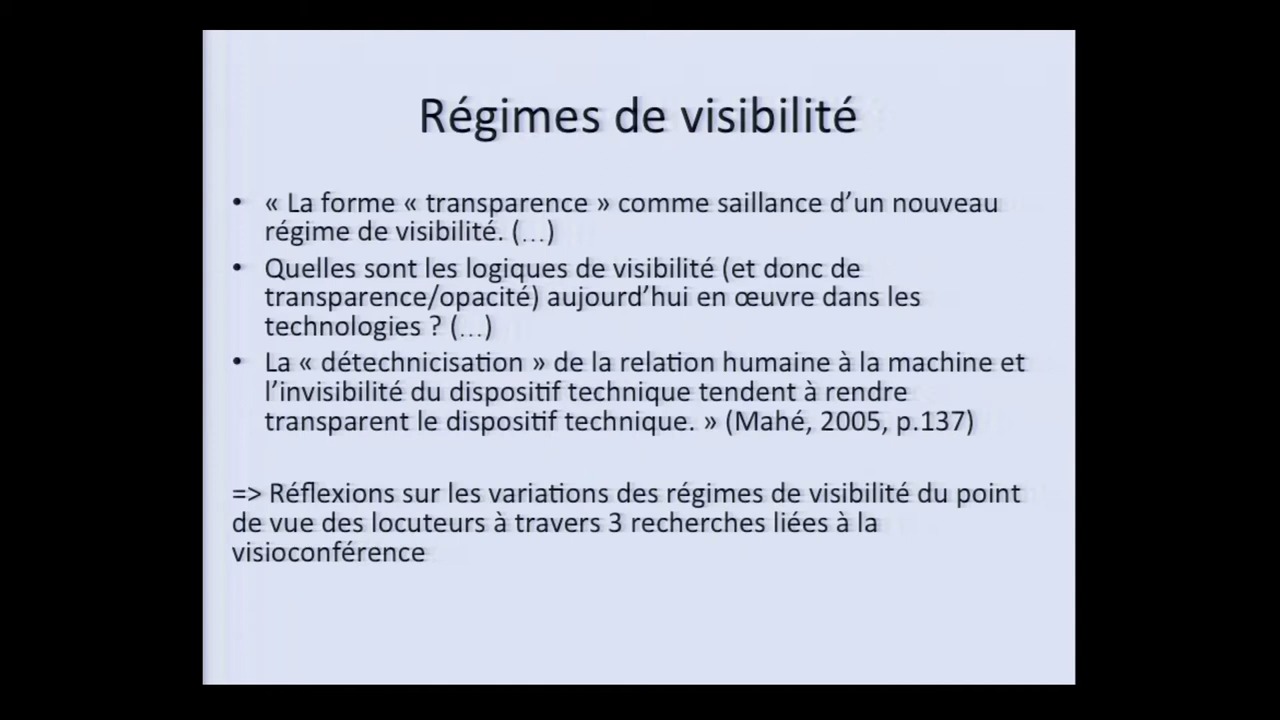 Régimes de visibilité
• « La forme « transparence » comme saillance d’un nouveau
régime de visibilité. (…)
• Quelles sont les logiques de visibilité (et donc de
transparence/opacité) aujourd’hui en œuvre dans les
technologies ? (…)
• La « détechnicisation » de la relation humaine à la machine et
l’invisibilité du dispositif technique tendent à rendre
transparent le dispositif technique. » (Mahé, 2005, p.137)
=> Réflexions sur les variations des régimes de visibilité du point
de vue des locuteurs à travers 3 recherches liées à la
visioconférence